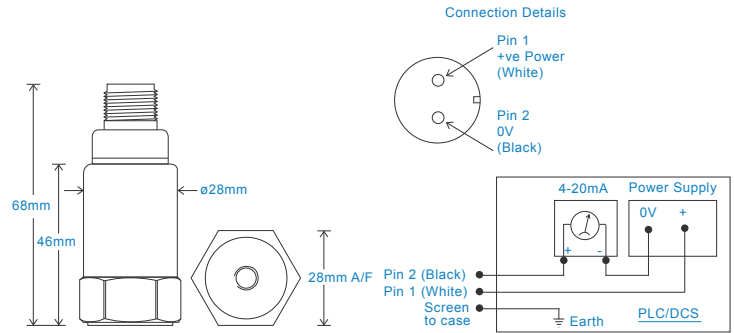 Connection Details
Pin 1
+ve Power
(White)
Pin 2
0V
(Black)
68mm
46mm
ø28mm
28mm A/F
4-20mA
Power Supply
0V
+
+
-
Pin 2 (Black)
Pin 1 (White)
Screen
to case
Earth
PLC/DCS